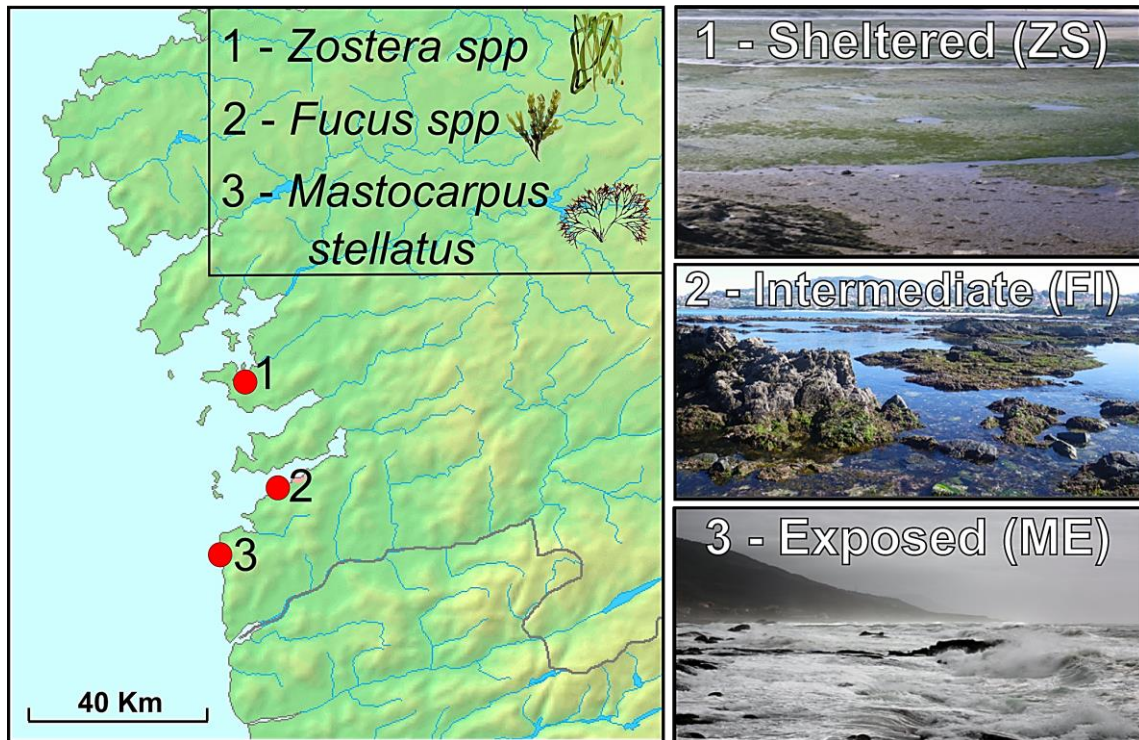 1 - Zostera spp
2 - Fucus spp
3 - Mastocarpus
stellatus
1
2
3
40 Km
1 - Sheltered (ZS)
2 - Intermediate (FI)
3 - Exposed (ME)